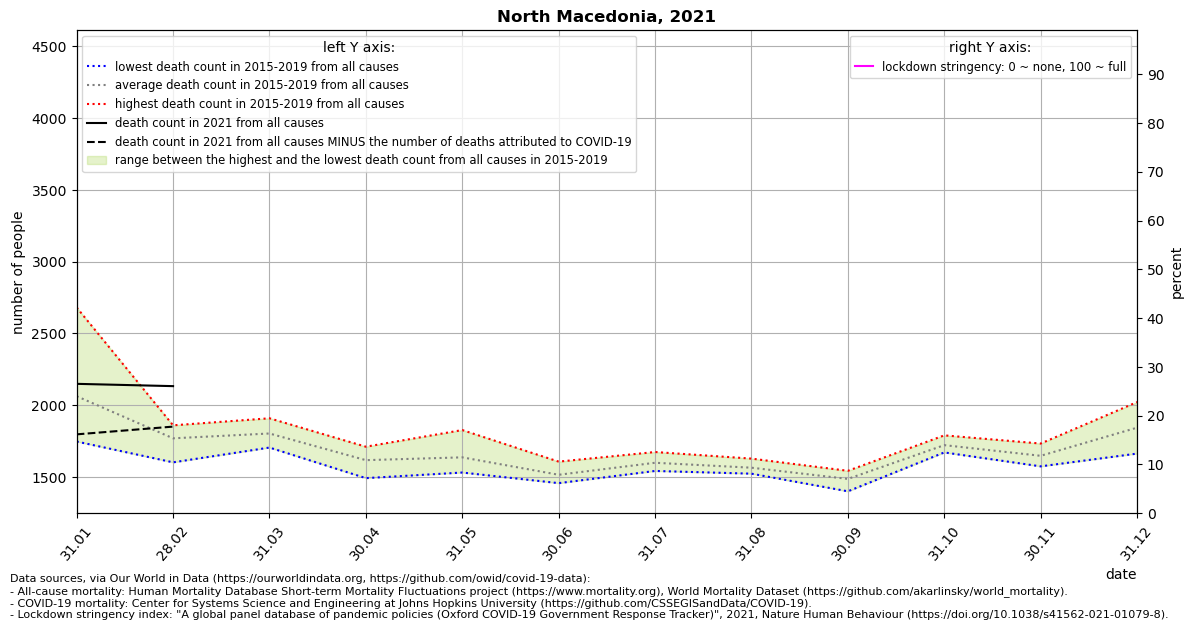 North Macedonia, 2021
left Y axis:
lowest death count in 2015-2019 from all causes
average death count in 2015-2019 from all causes
highest death count in 2015-2019 from all causes
death count in 2021 from all causes
death count in 2021 from all causes MINUS the number of deaths attributed to COVID-19
range between the highest and the lowest death count from all causes in 2015-2019
right Y axis:
lockdown stringency: 0 ~ none, 100 ~ full
number of people
4500
4000
3500
3000
2500
2000
1500
percent
90
80
70
60
50
40
30
20
10
0
31.01
28.02
31.03
30.04
31.05
30.06
31.07
31.08
30.09
31.10
30.11
31.12
date
Data sources, via Our World in Data (https://ourworldindata.org, https://github.com/owid/covid-19-data):
- All-cause mortality: Human Mortality Database Short-term Mortality Fluctuations project (https://www.mortality.org), World Mortality Dataset (https://github.com/akarlinsky/world_mortality).
- COVID-19 mortality: Center for Systems Science and Engineering at Johns Hopkins University (https://github.com/CSSEGISandData/COVID-19).
- Lockdown stringency index: "A global panel database of pandemic policies (Oxford COVID-19 Government Response Tracker)", 2021, Nature Human Behaviour (https://doi.org/10.1038/s41562-021-01079-8).